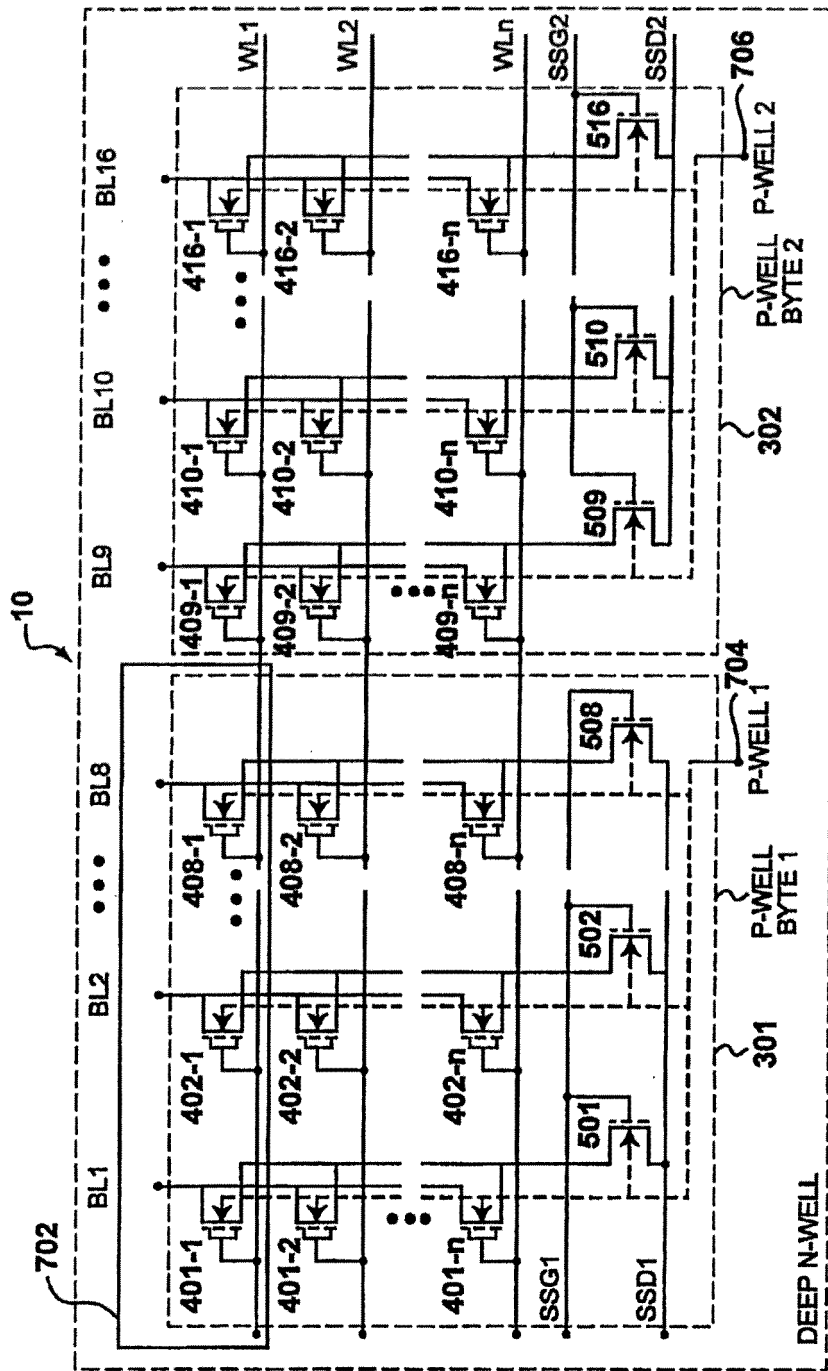 10
702
BL1
BL2
BL8
BL9
BL10
BL16
401-1
402-1
408-1
409-1
410-1
416-1
WL1
401-2
402-2
408-2
409-2
410-2
416-2
WL2
401-n
402-n
408-n
409-n
410-n
416-n
WLn
SSG1
SSG2
501
502
508
509
510
516
SSD1
SSD2
P-WELL 1
704
P-WELL 2
706
301
P-WELL
BYTE 1
302
P-WELL
BYTE 2
DEEP N-WELL